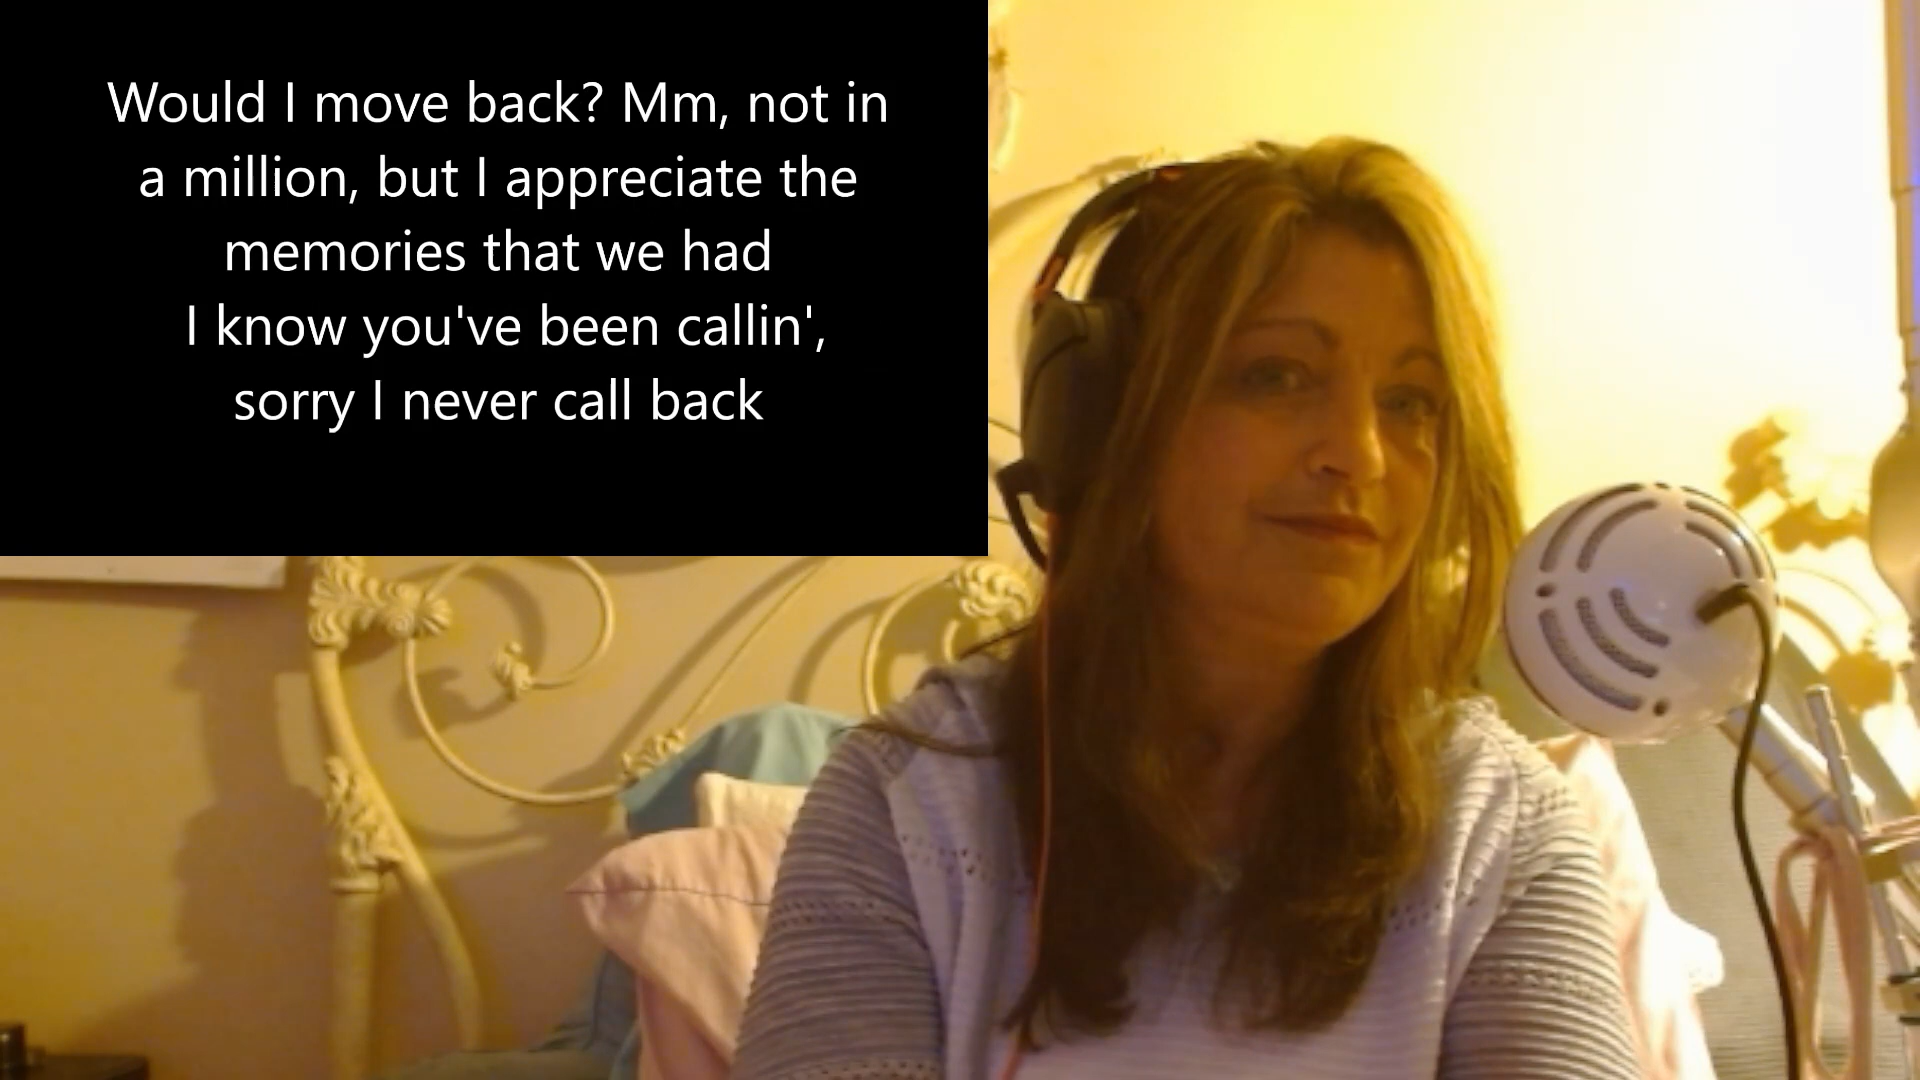 Would I move back? Mm, not in
a million, but I appreciate the
memories that we had
I know you've been callin',
sorry I never call back